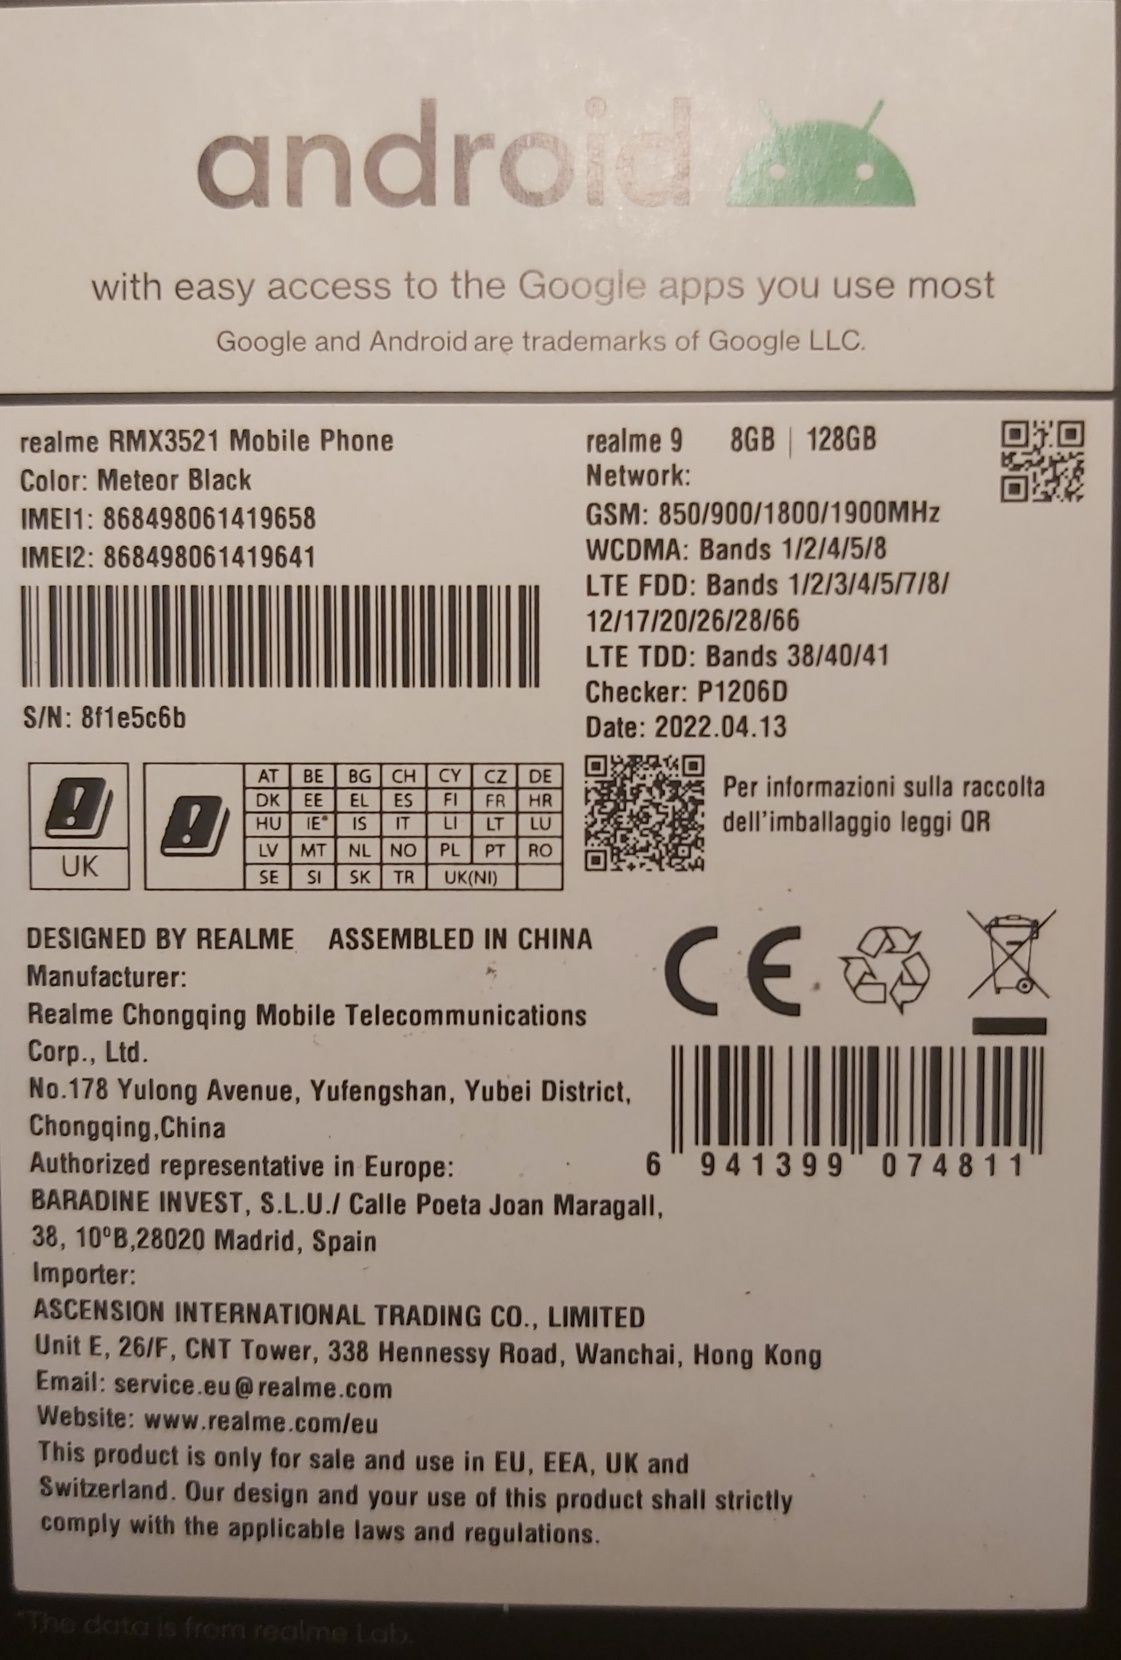 android
with easy access to the Google apps you use most
Google and Android are trademarks of Google LLC.
realme RMX3521 Mobile Phone
Color: Meteor Black
IMEI1: 868498061419658
IMEI2: 868498061419641
S/N: 8f1e5c6b
realme 9 8GB | 128GB
Network:
GSM: 850/900/1800/1900MHz
WCDMA: Bands 1/2/4/5/8
LTE FDD: Bands 1/2/3/4/5/7/8/
12/17/20/26/28/66
LTE TDD: Bands 38/40/41
Checker: P1206D
Date: 2022.04.13
UK
AT BE BG CH CY CZ DE
DK EE EL ES FI FR HR
HU IE* IS IT LI LT LU
LV MT NL NO PL PT RO
SE SI SK TR UK(NI)
Per informazioni sulla raccolta
dell'imballaggio leggi QR
DESIGNED BY REALME ASSEMBLED IN CHINA
Manufacturer:
Realme Chongqing Mobile Telecommunications
Corp., Ltd.
No.178 Yulong Avenue, Yufengshan, Yubei District,
Chongqing,China
Authorized representative in Europe:
BARADINE INVEST, S.L.U./ Calle Poeta Joan Maragall,
38, 10ºB,28020 Madrid, Spain
Importer:
ASCENSION INTERNATIONAL TRADING CO., LIMITED
Unit E, 26/F, CNT Tower, 338 Hennessy Road, Wanchai, Hong Kong
Email: service.eu@realme.com
Website: www.realme.com/eu
This product is only for sale and use in EU, EEA, UK and
Switzerland. Our design and your use of this product shall strictly
comply with the applicable laws and regulations.
CE
6 941399 074811
*The data is from realme Lab.